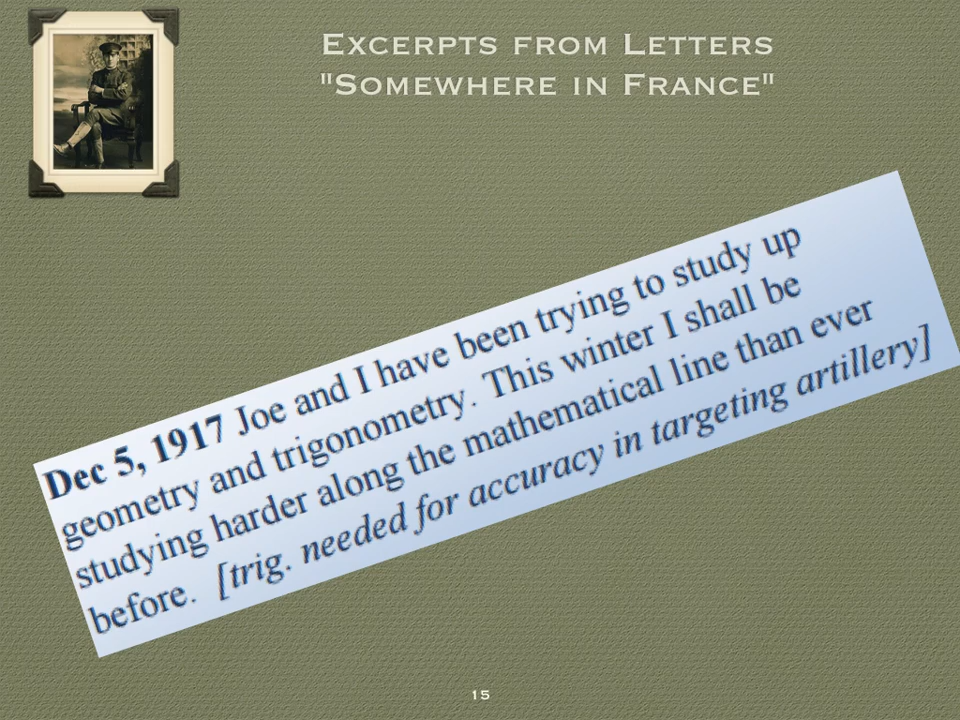 Excerpts from Letters
"Somewhere in France"
Dec 5, 1917 Joe and I have been trying to study up
geometry and trigonometry. This winter I shall be
studying harder along the mathematical line than ever
before. [trig. needed for accuracy in targeting artillery]
15